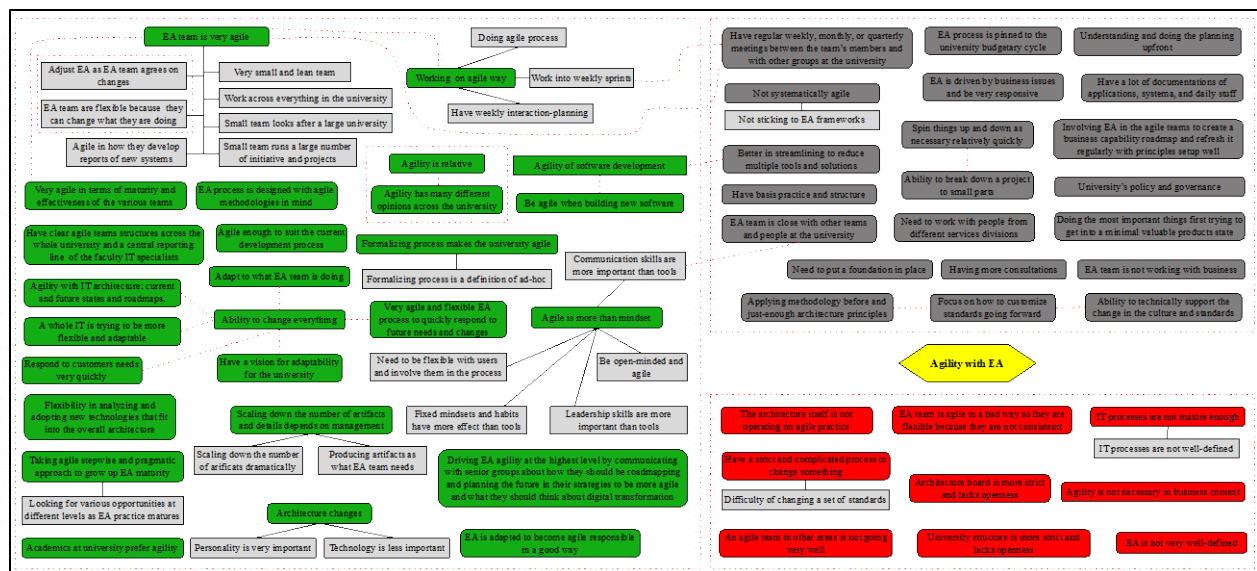 EA team is very agile
Adjust EA as EA team agrees on
changes
EA team are flexible because they
can change what they are doing
Agile in how they develop
reports of new systems
Very small and lean team
Work across everything in the university
Small team looks after a large university
Small team runs a large number
of initiative and projects
Doing agile process
Working on agile way
Work into weekly sprints
Have weekly interaction-planning
Agility is relative
Agility has many different
opinions across the university
Agility of software development
Be agile when building new software
Very agile in terms of maturity and
effectiveness of the various teams
EA process is designed with agile
methodologies in mind
Have clear agile teams structures across the
whole university and a central reporting
line of the faculty IT specialists
Agile enough to suit the current
development process
Formalizing process makes the university agile
Formalizing process is a definition of ad-hoc
Communication skills are
more important than tools
Adapt to what EA team is doing
Agility with IT architecture: current
and future states and roadmaps.
Ability to change everything
Very agile and flexible EA
process to quickly respond to
future needs and changes
Agile is more than mindset
A whole IT is trying to be more
flexible and adaptable
Respond to customers needs
very quickly
Have a vision for adaptability
for the university
Need to be flexible with users
and involve them in the process
Be open-minded and
agile
Fixed mindsets and habits
have more effect than tools
Leadership skills are more
important than tools
Flexibility in analyzing and
adopting new technologies that fit
into the overall architecture
Scaling down the number of artifacts
and details depends on management
Scaling down the number
of arificats dramatically
Producing artifacts as
what EA team needs
Taking agile stepwise and pragmatic
approach to grow up EA maturity
Looking for various opportunities at
different levels as EA practice matures
Driving EA agility at the highest level by communicating
with senior groups about how they should be roadmapping
and planning the future in their strategies to be more agile
and what they should think about digital transformation
Architecture changes
Personality is very important
Technology is less important
Academics at university prefer agility
EA is adapted to become agile responsible
in a good way
Have regular weekly, monthly, or quarterly
meetings between the team's members and
with other groups at the university
EA process is pinned to the
university budgetary cycle
Understanding and doing the planning
upfront
Not systematically agile
Not sticking to EA frameworks
EA is driven by business issues
and be very responsive
Have a lot of documentations of
applications, systema, and daily stuff
Spin things up and down as
necessary relatively quickly
Involving EA in the agile teams to create a
business capability roadmap and refresh it
regularly with principles setup well
Better in streamlining to reduce
multiple tools and solutions
Ability to break down a project
to small parts
University's policy and governance
Have basis practice and structure
EA team is close with other teams
and people at the university
Need to work with people from
different services divisions
Doing the most important things first trying to
get into a minimal valuable products state
Need to put a foundation in place
Having more consultations
EA team is not working with business
Applying methodology before and
just-enough architecture principles
Focus on how to customize
standards going forward
Ability to technically support the
change in the culture and standards
Agility with EA
The architecture itself is not
operating on agile practice
EA team is agile in a bad way as they are
flexible because they are not consistent
IT processes are not mature enough
IT processes are not well-defined
Have a strict and complicated process to
change something
Difficulty of changing a set of standards
Architecture board is more strict
and lacks openness
Agility is not necessary in business context
An agile team in other areas is not going
very well
University structure is more strict and
lacks openness
EA is not very well-defined